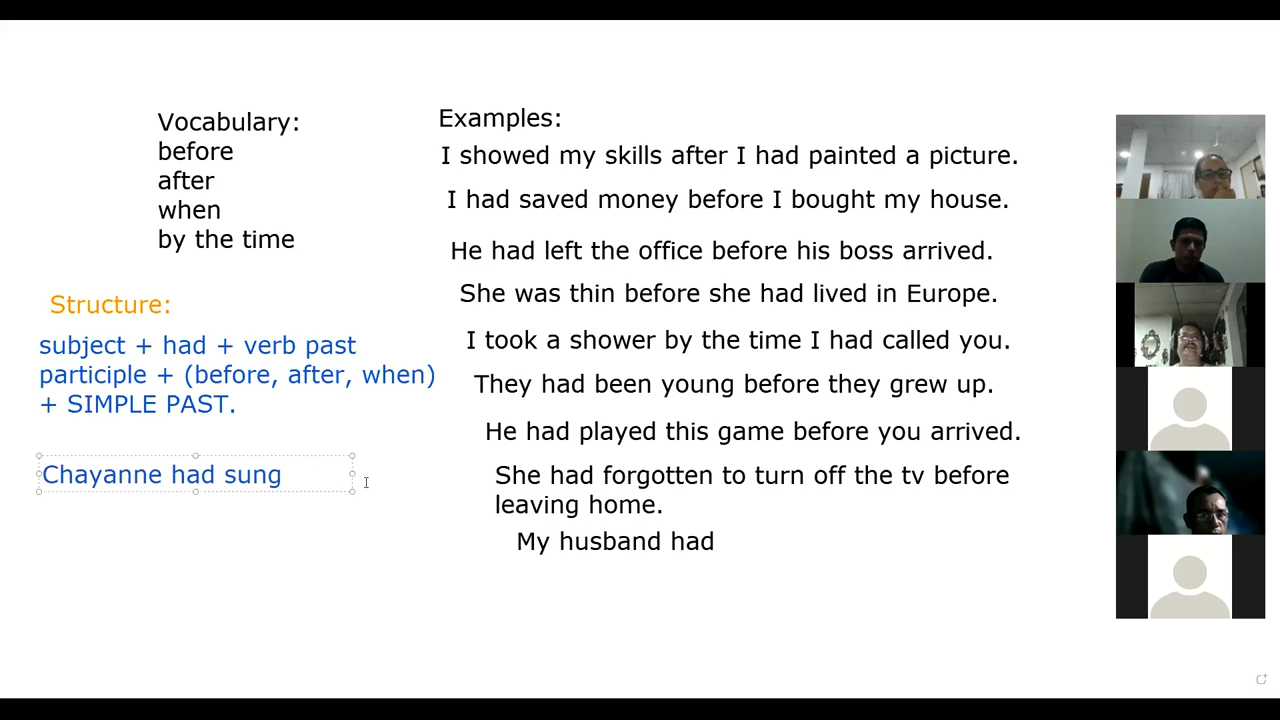 Vocabulary:
before
after
when
by the time
Structure:
subject + had + verb past
participle + (before, after, when)
+ SIMPLE PAST.
Chayanne had sung
Examples:
I showed my skills after I had painted a picture.
I had saved money before I bought my house.
He had left the office before his boss arrived.
She was thin before she had lived in Europe.
I took a shower by the time I had called you.
They had been young before they grew up.
He had played this game before you arrived.
She had forgotten to turn off the tv before
leaving home.
My husband had